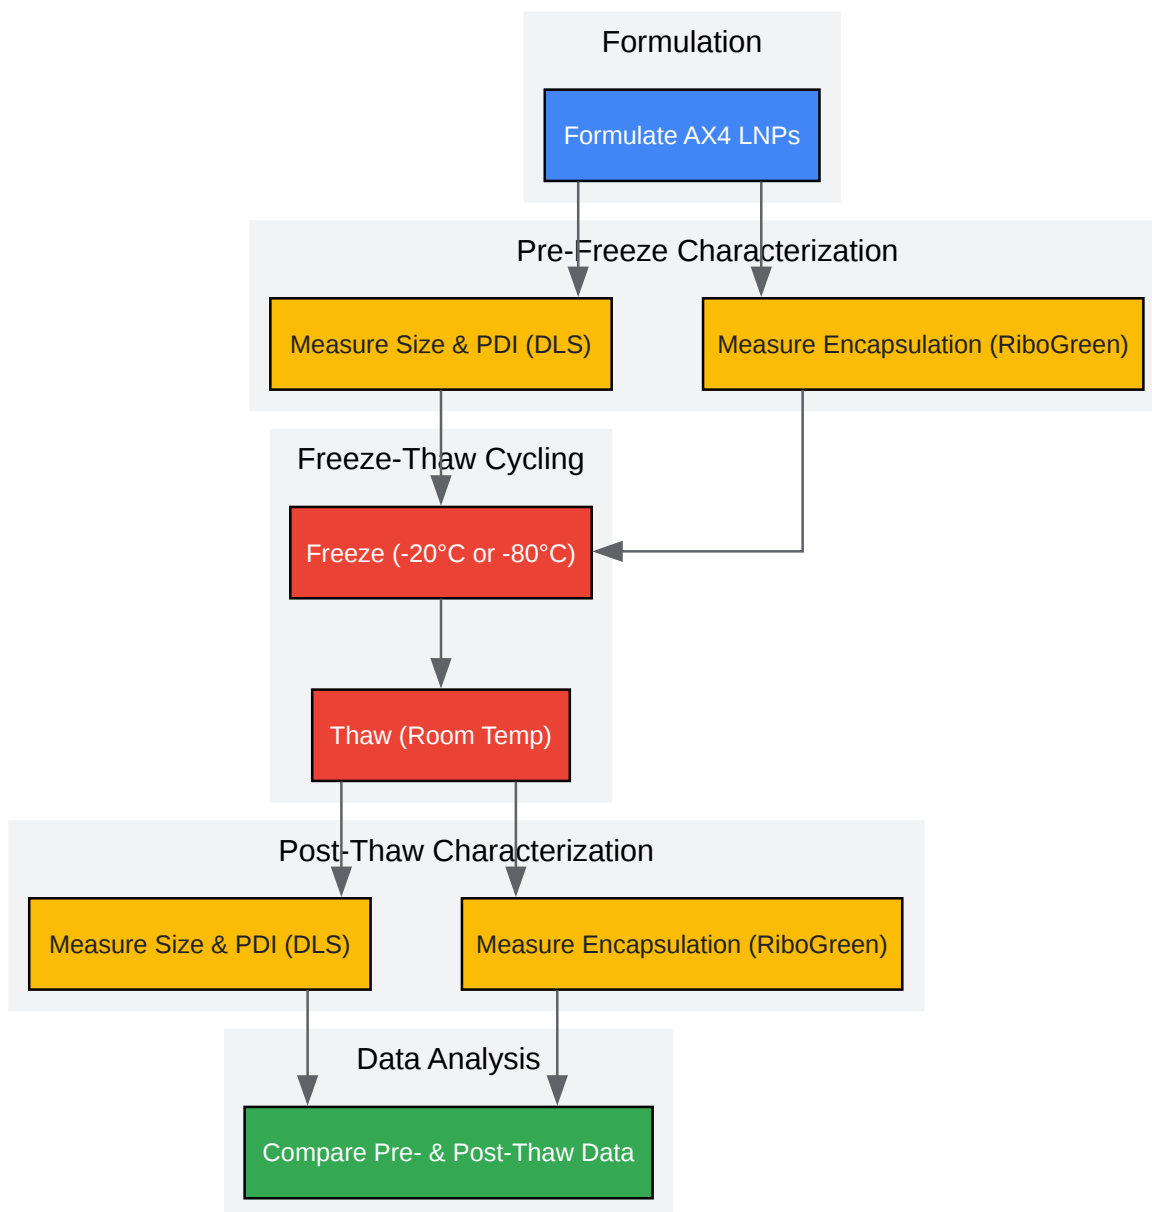 Formulation
Formulate AX4 LNPs
Pre-Freeze Characterization
Measure Size & PDI (DLS)
Measure Encapsulation (RiboGreen)
Freeze-Thaw Cycling
Freeze (-20°C or -80°C)
Thaw (Room Temp)
Post-Thaw Characterization
Measure Size & PDI (DLS)
Measure Encapsulation (RiboGreen)
Data Analysis
Compare Pre- & Post-Thaw Data